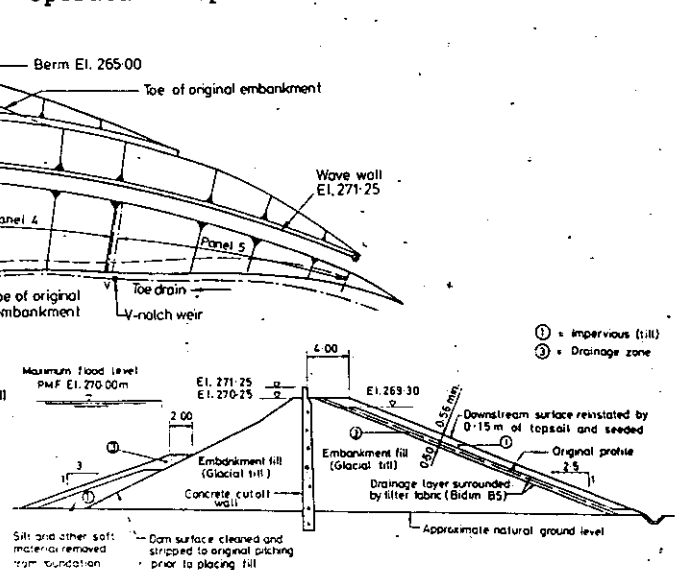 Berm El. 265·00
Toe of original embankment
Wave wall
El. 271·25
Panel 4
Panel 5
Toe of original
embankment
V
Toe drain
V-notch weir
① = Impervious (till)
③ = Drainage zone
Maximum flood level
PMF El. 270·00m
4·00
El. 271·25
El. 270·25
El. 269·30
2·00
0·56 min.
0·50
Downstream surface reinstated by
0·15m of topsoil and seeded
③
①
3
1
①
Embankment fill
(Glacial till)
Embankment fill
(Glacial till)
③
Original profile
2·5
1
Drainage layer surrounded
by filter fabric (Bidim B5)
Concrete cutoff
wall
Approximate natural ground level
Silt and other soft
material removed
from foundation
Dam surface cleaned and
stripped to original pitching
prior to placing fill